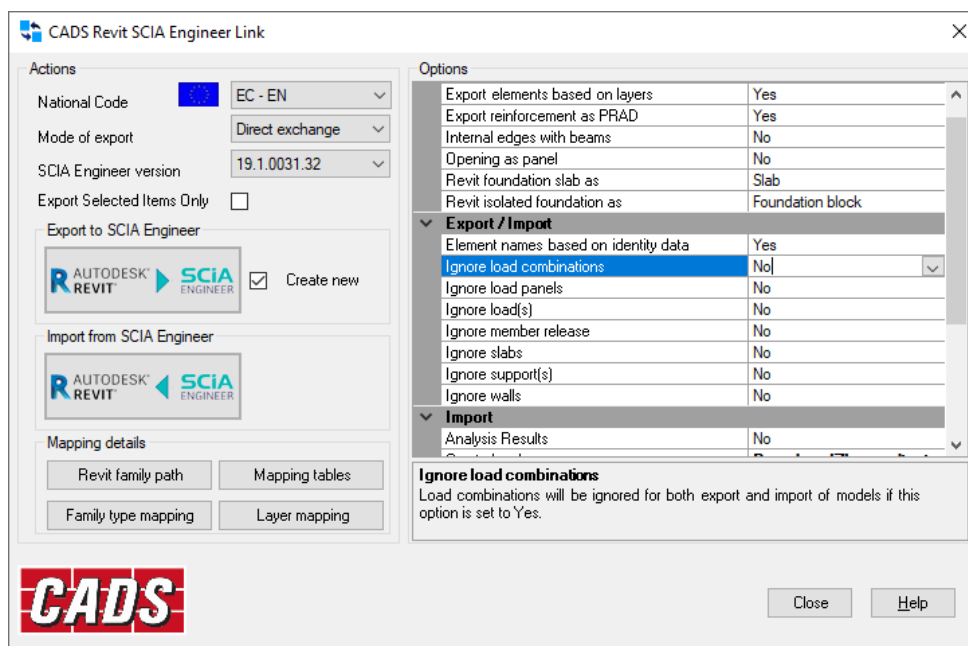 CADS Revit SCIA Engineer Link
Actions
National Code
EC - EN
Mode of export
Direct exchange
SCIA Engineer version
19.1.0031.32
Export Selected Items Only
Export to SCIA Engineer
R AUTODESK® REVIT® SCiA ENGINEER
Create new
Import from SCIA Engineer
R AUTODESK® REVIT® SCiA ENGINEER
Mapping details
Revit family path
Mapping tables
Family type mapping
Layer mapping
Options
Export elements based on layers Yes
Export reinforcement as PRAD Yes
Internal edges with beams No
Opening as panel No
Revit foundation slab as Slab
Revit isolated foundation as Foundation block
Export / Import
Element names based on identity data Yes
Ignore load combinations No
Ignore load panels No
Ignore load(s) No
Ignore member release No
Ignore slabs No
Ignore support(s) No
Ignore walls No
Import
Analysis Results No
Ignore load combinations
Load combinations will be ignored for both export and import of models if this
option is set to Yes.
CADS
Close
Help